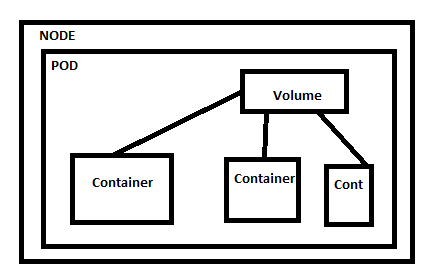 NODE
POD
Volume
Container
Container
Cont